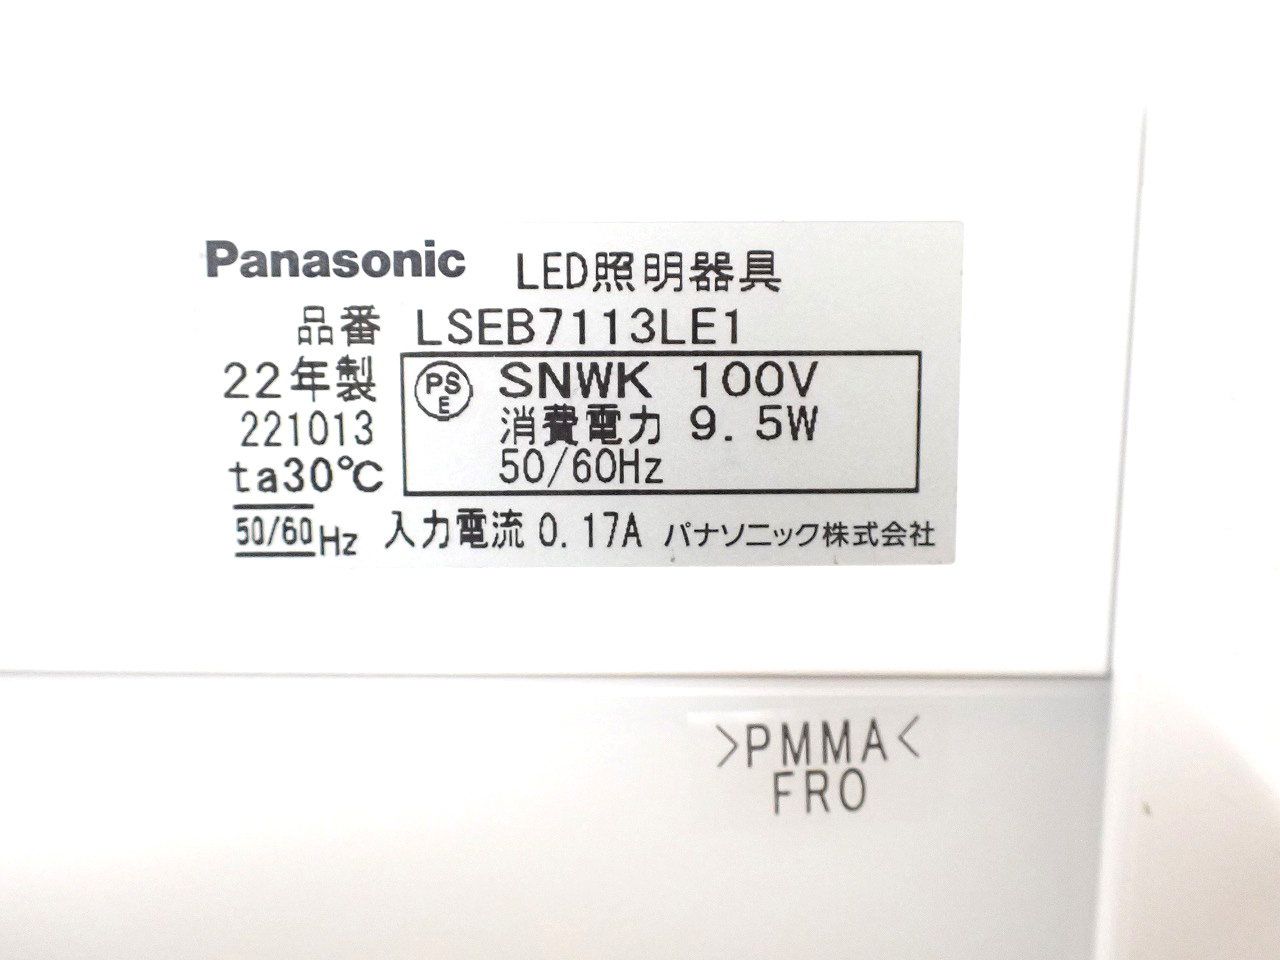 Panasonic LED照明器具
品番 LSEB7113LE1
22年製 PSE SNWK 100V
221013 消費電力 9.5W
ta30℃ 50/60Hz
50/60Hz 入力電流 0.17A パナソニック株式会社
>PMMA<
FRO